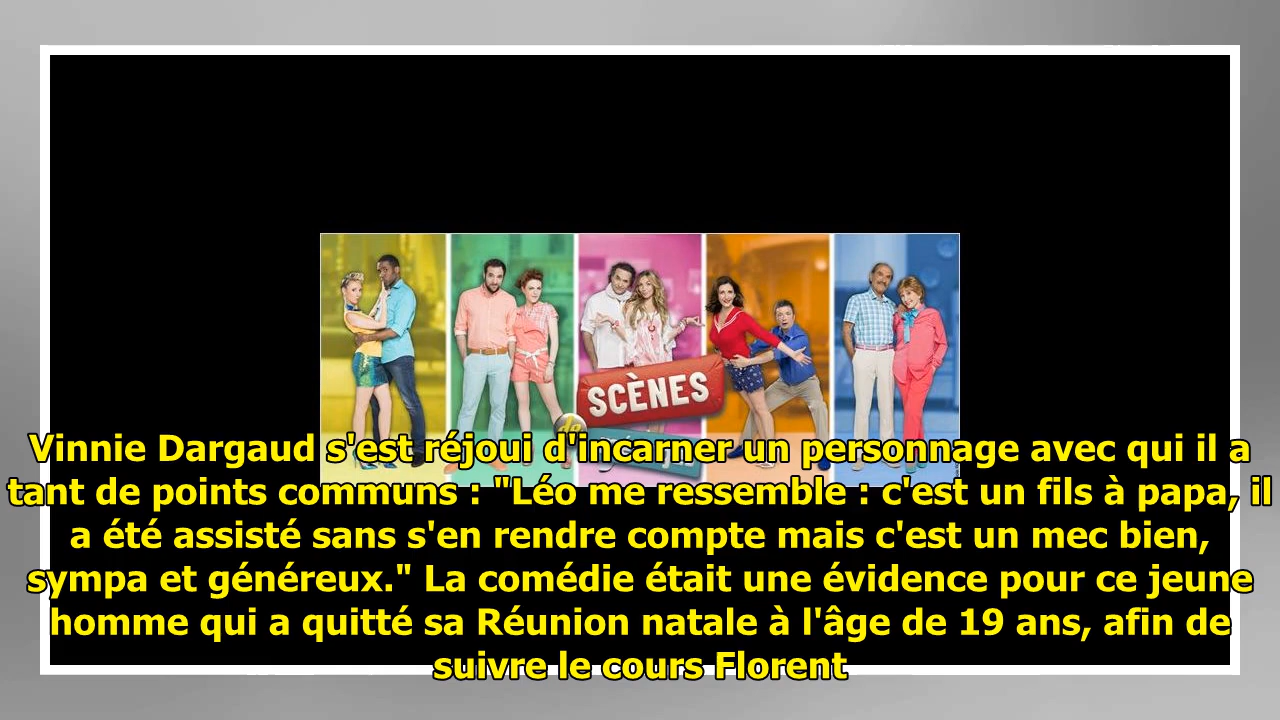 SCÈNES
Vinnie Dargaud s'est réjoui d'incarner un personnage avec qui il a
tant de points communs : "Léo me ressemble : c'est un fils à papa, il
a été assisté sans s'en rendre compte mais c'est un mec bien,
sympa et généreux." La comédie était une évidence pour ce jeune
homme qui a quitté sa Réunion natale à l'âge de 19 ans, afin de
suivre le cours Florent